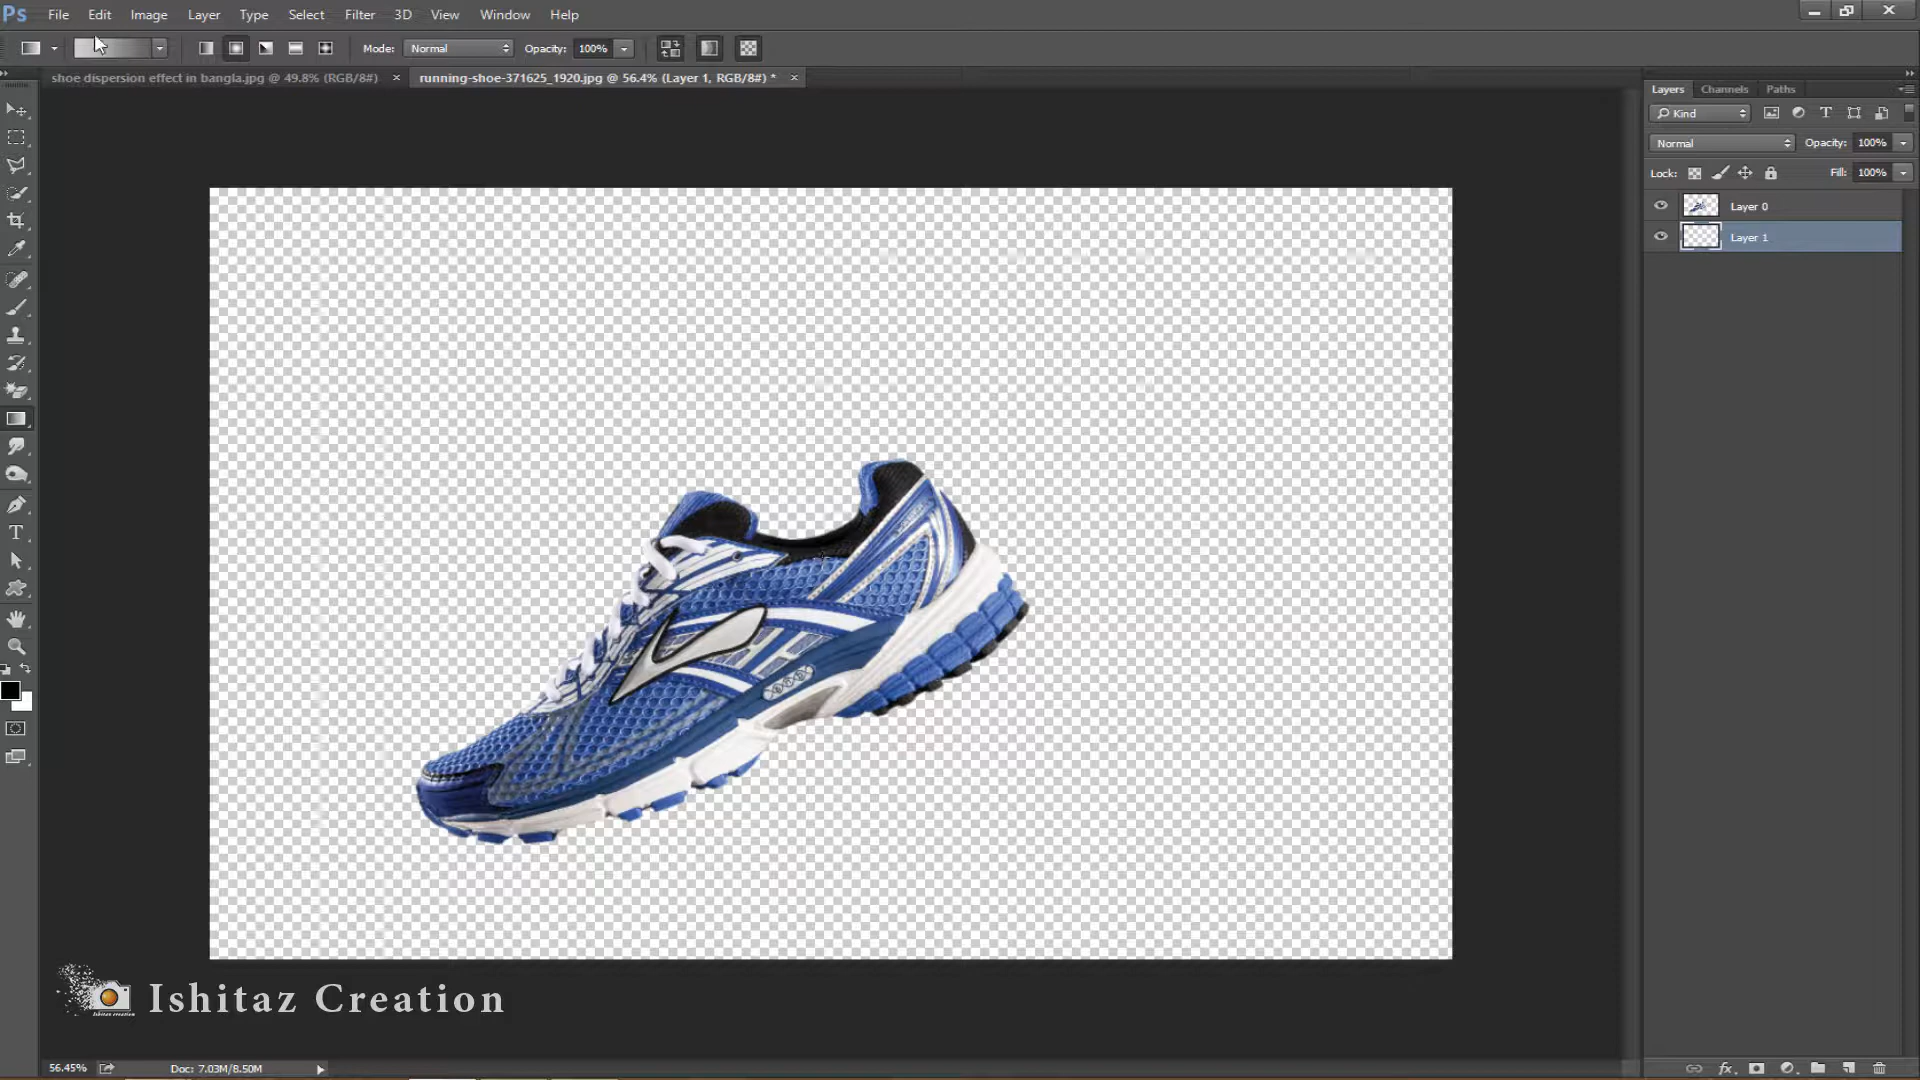 Ps File Edit Image Layer Type Select Filter 3D View Window Help
Mode: Normal Opacity: 100%
shoe dispersion effect in bangla.jpg @ 49.8% (RGB/8#) × running-shoe-371625_1920.jpg @ 56.4% (Layer 1, RGB/8#) * ×
Layers Channels Paths
Kind
Normal Opacity: 100%
Lock: Fill: 100%
Layer 0
Layer 1
Ishitaz Creation
56.45% Doc: 7.03M/8.50M